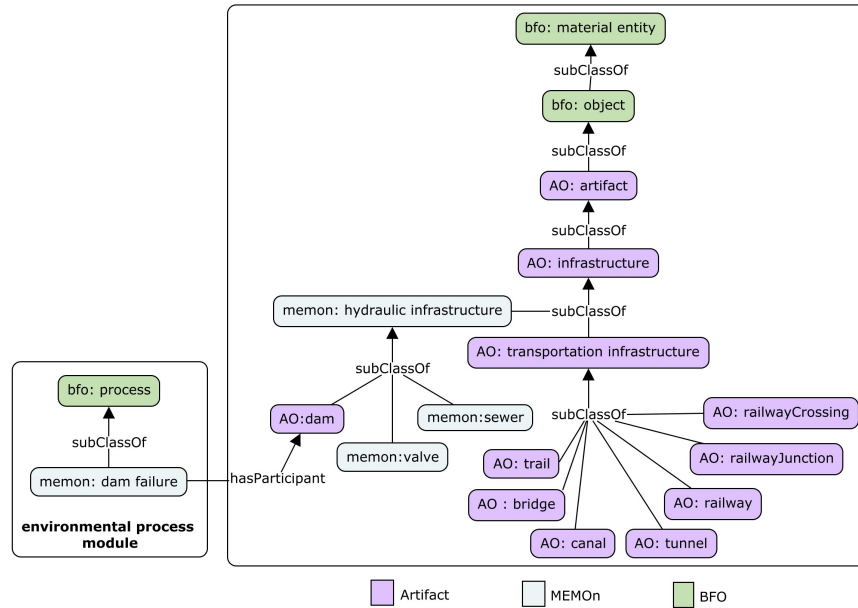 bfo: material entity
subClassOf
bfo: object
subClassOf
AO: artifact
subClassOf
AO: infrastructure
memon: hydraulic infrastructure
subClassOf
AO: transportation infrastructure
subClassOf
AO:dam
memon:sewer
memon:valve
subClassOf
AO: railwayCrossing
AO: railwayJunction
AO: trail
AO: railway
AO : bridge
AO: canal
AO: tunnel
bfo: process
subClassOf
memon: dam failure
hasParticipant
environmental process
module
Artifact
MEMOn
BFO